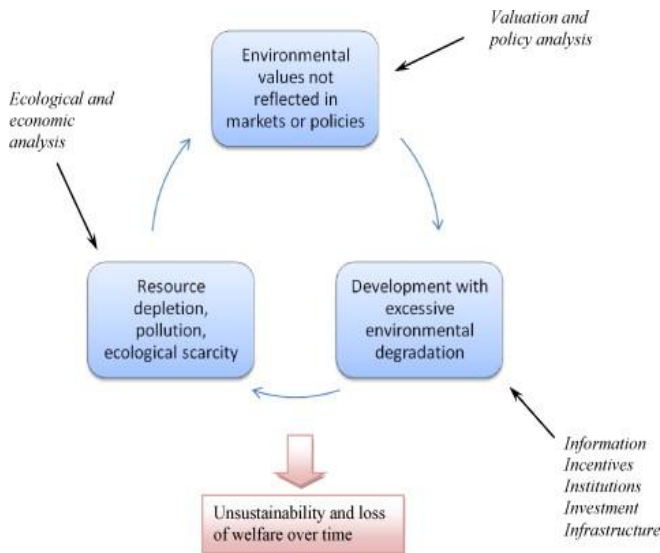 Valuation and
policy analysis
Environmental
values not
reflected in
markets or policies
Ecological and
economic
analysis
Resource
depletion,
pollution,
ecological scarcity
Development with
excessive
environmental
degradation
Information
Incentives
Institutions
Investment
Infrastructure
Unsustainability and loss
of welfare over time